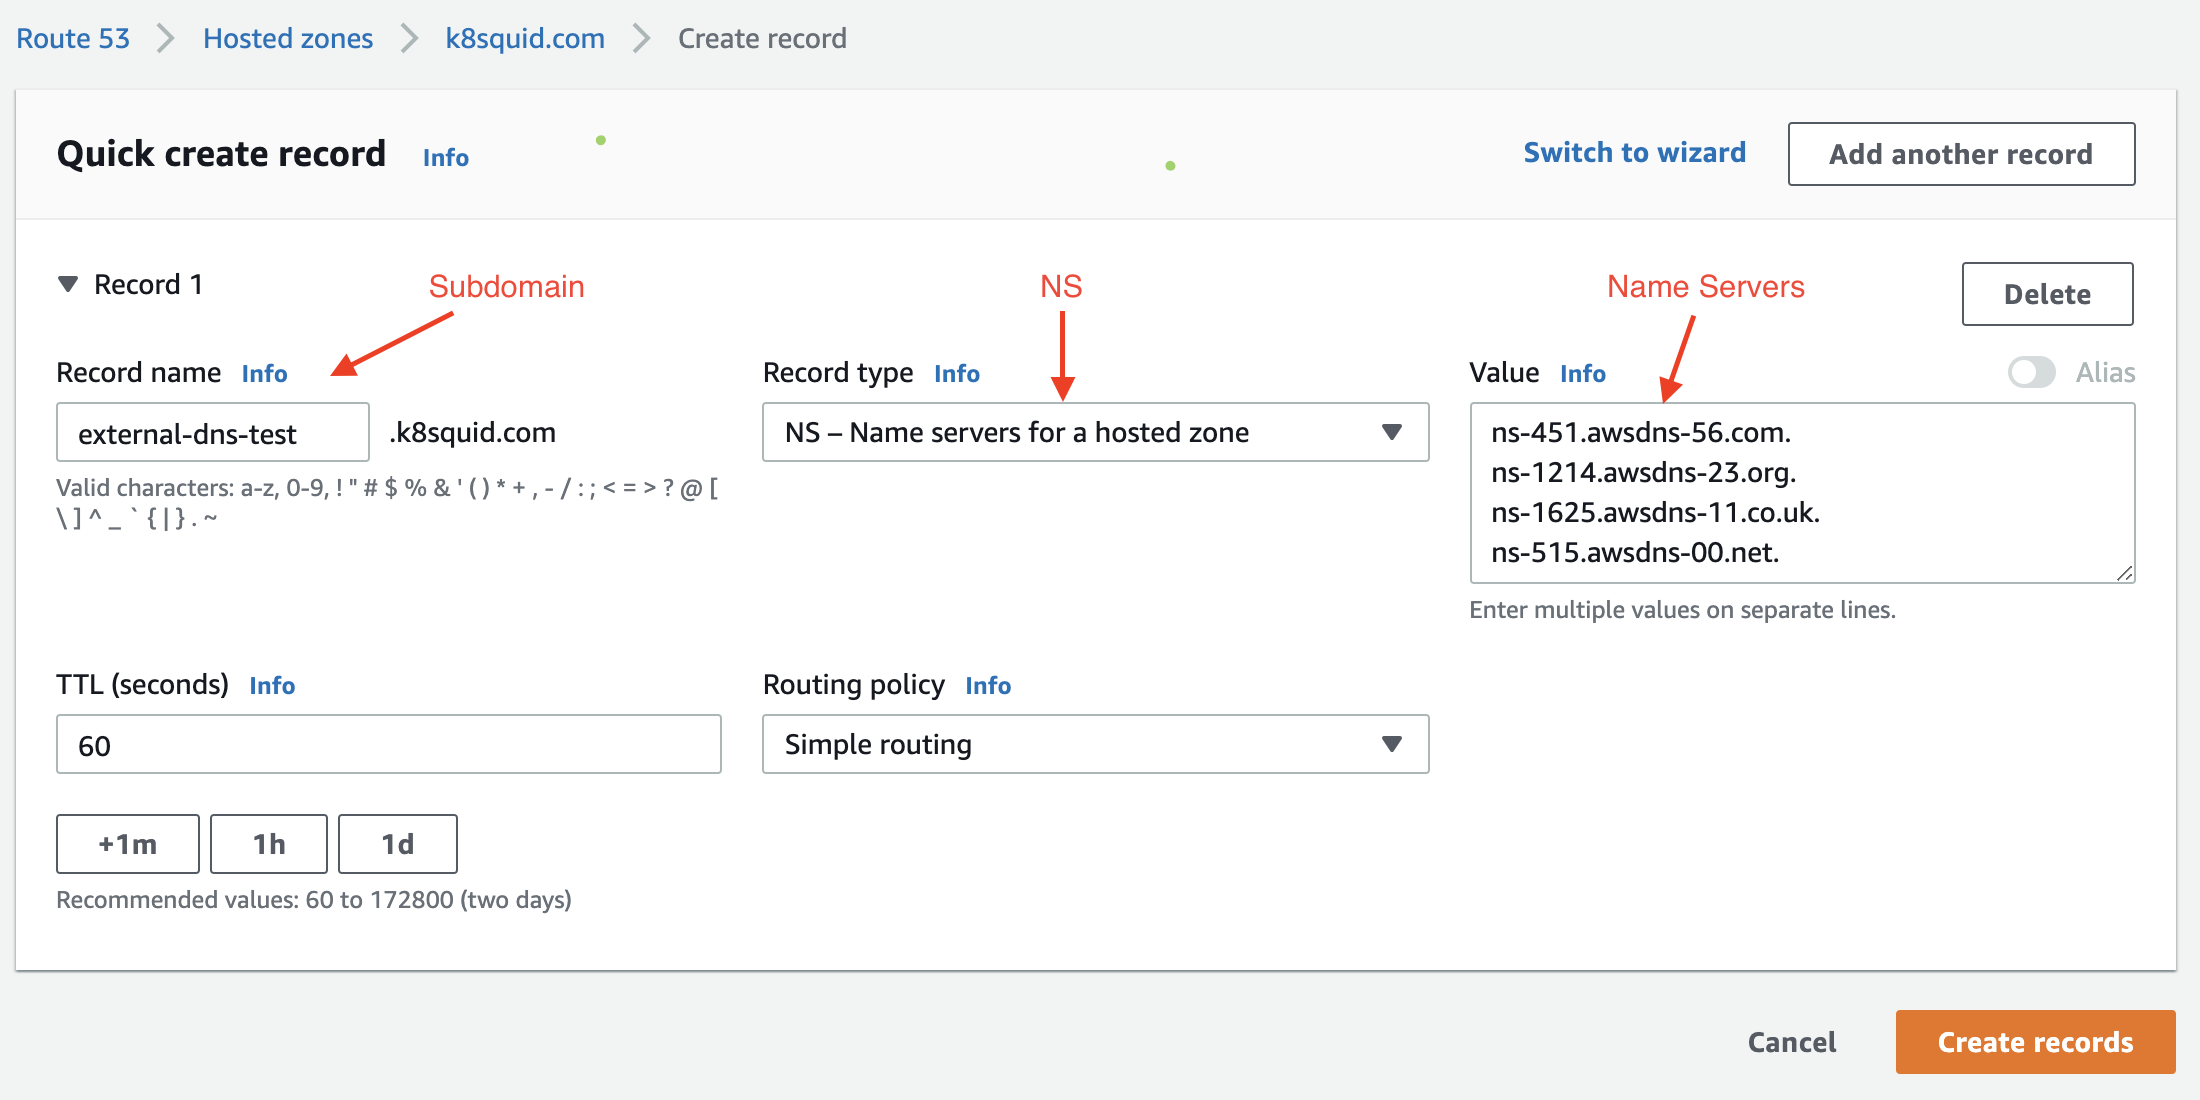 Route 53 > Hosted zones > k8squid.com > Create record
Quick create record Info
Switch to wizard
Add another record
Record 1
Subdomain
NS
Name Servers
Delete
Record name Info
Record type Info
Value Info
Alias
external-dns-test .k8squid.com
NS – Name servers for a hosted zone
ns-451.awsdns-56.com.
ns-1214.awsdns-23.org.
ns-1625.awsdns-11.co.uk.
ns-515.awsdns-00.net.
Valid characters: a-z, 0-9, ! " # $ % & ' ( ) * + , - / : ; < = > ? @ [
\ ] ^ _ ` { | } . ~
Enter multiple values on separate lines.
TTL (seconds) Info
Routing policy Info
60
Simple routing
+1m
1h
1d
Recommended values: 60 to 172800 (two days)
Cancel
Create records